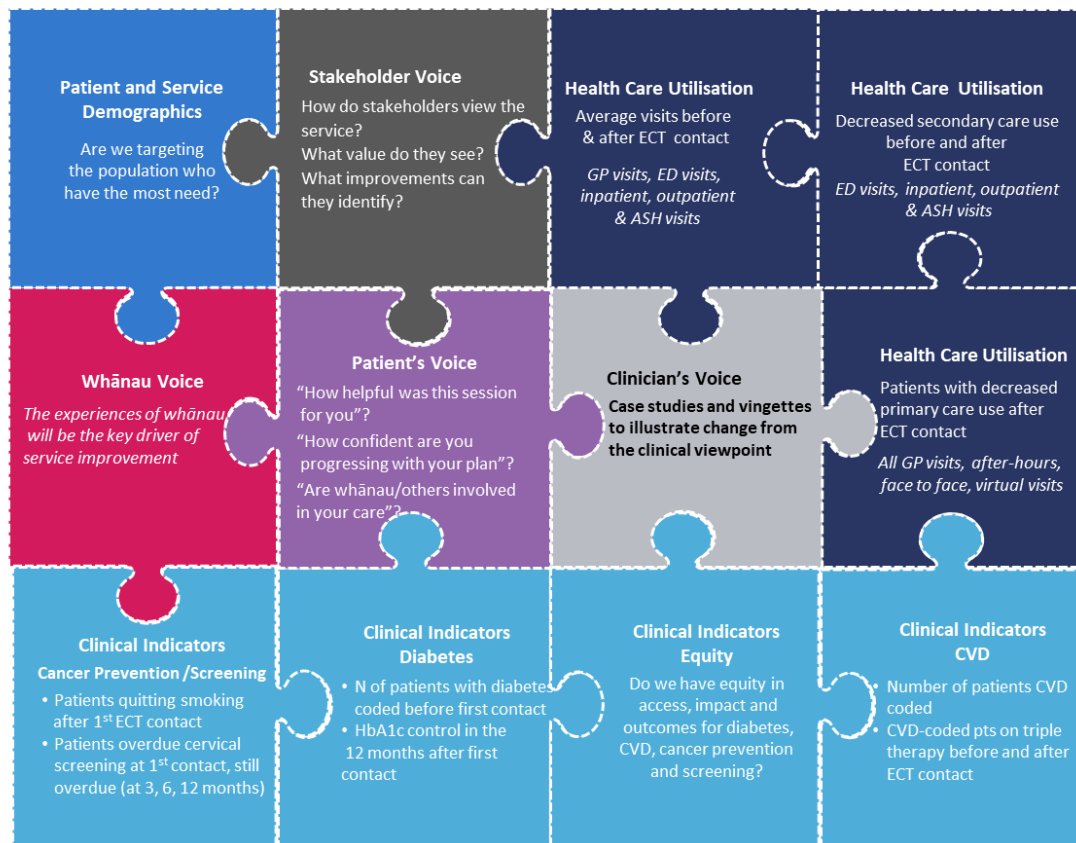 Patient and Service
Demographics
Are we targeting
the population who
have the most need?
Stakeholder Voice
How do stakeholders view the
service?
What value do they see?
What improvements can
they identify?
Health Care Utilisation
Average visits before
& after ECT contact
GP visits, ED visits,
inpatient, outpatient
& ASH visits
Health Care Utilisation
Decreased secondary care use
before and after
ECT contact
ED visits, inpatient, outpatient
& ASH visits
Whānau Voice
The experiences of whānau
will be the key driver of
service improvement
Patient's Voice
"How helpful was this session
for you"?
"How confident are you
progressing with your plan"?
"Are whānau/others involved
in your care"?
Clinician's Voice
Case studies and vingettes
to illustrate change from
the clinical viewpoint
Health Care Utilisation
Patients with decreased
primary care use after
ECT contact
All GP visits, after-hours,
face to face, virtual visits
Clinical Indicators
Cancer Prevention /Screening
• Patients quitting smoking
after 1st ECT contact
• Patients overdue cervical
screening at 1st contact, still
overdue (at 3, 6, 12 months)
Clinical Indicators
Diabetes
• N of patients with diabetes
coded before first contact
• HbA1c control in the
12 months after first
contact
Clinical Indicators
Equity
Do we have equity in
access, impact and
outcomes for diabetes,
CVD, cancer prevention
and screening?
Clinical Indicators
CVD
• Number of patients CVD
coded
• CVD-coded pts on triple
therapy before and after
ECT contact